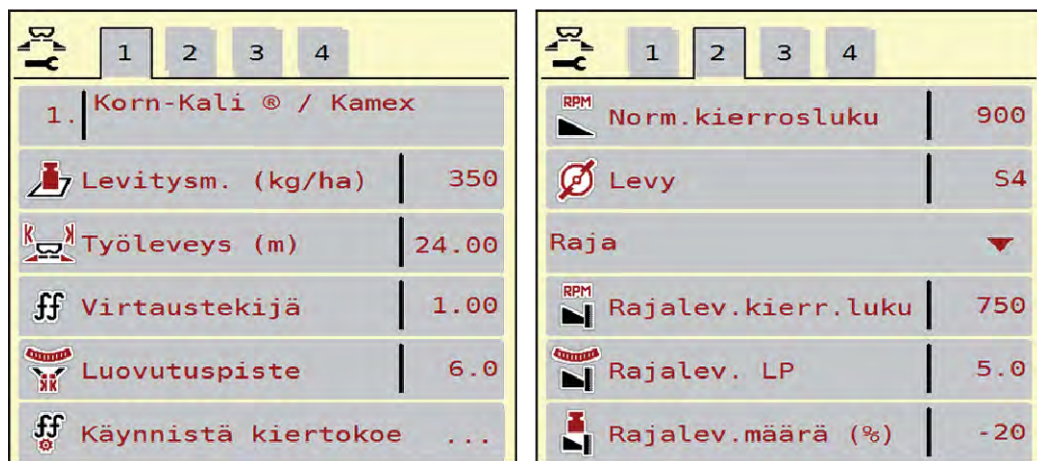 1 2 3 4
1. Korn-Kali ® / Kamex
Levitysm. (kg/ha) 350
Työleveys (m) 24.00
Virtaustekijä 1.00
Luovutuspiste 6.0
Käynnistä kiertokoe ...
1 2 3 4
RPM Norm.kierrosluku 900
Levy S4
Raja
RPM Rajalev.kierr.luku 750
Rajalev. LP 5.0
Rajalev.määrä (%) -20